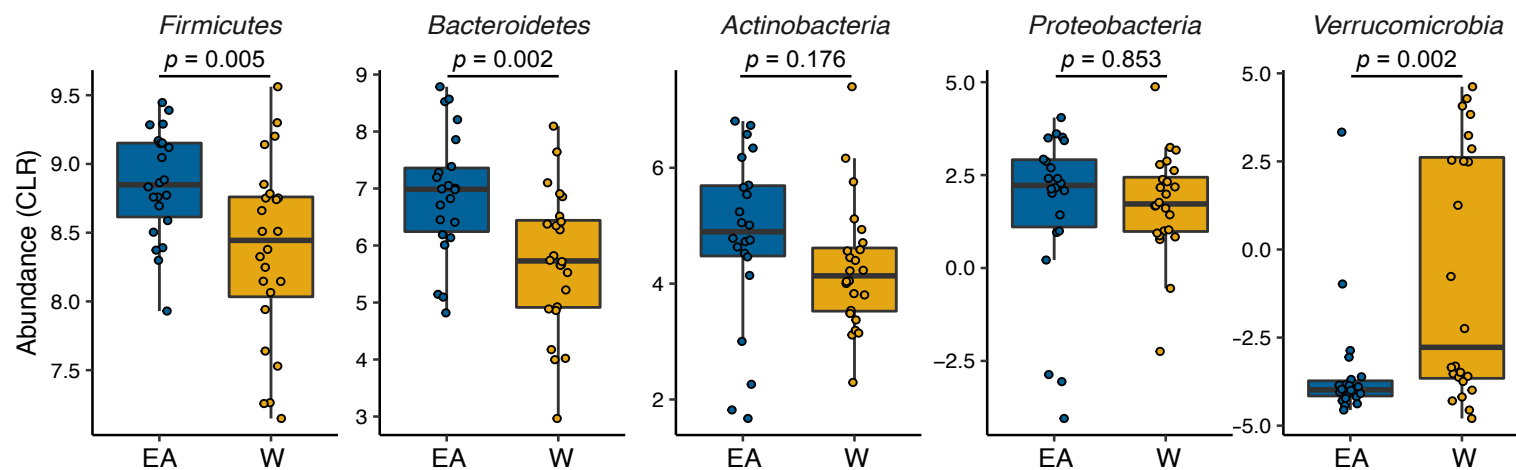 Firmicutes
Bacteroidetes
Actinobacteria
Proteobacteria
Verrucomicrobia
p = 0.005
p = 0.002
p = 0.176
p = 0.853
p = 0.002
Abundance (CLR)
9.5
9.0
8.5
8.0
7.5
EA
W
9
8
7
6
5
4
3
EA
W
6
4
2
EA
W
5.0
2.5
0.0
−2.5
EA
W
5.0
2.5
0.0
−2.5
−5.0
EA
W